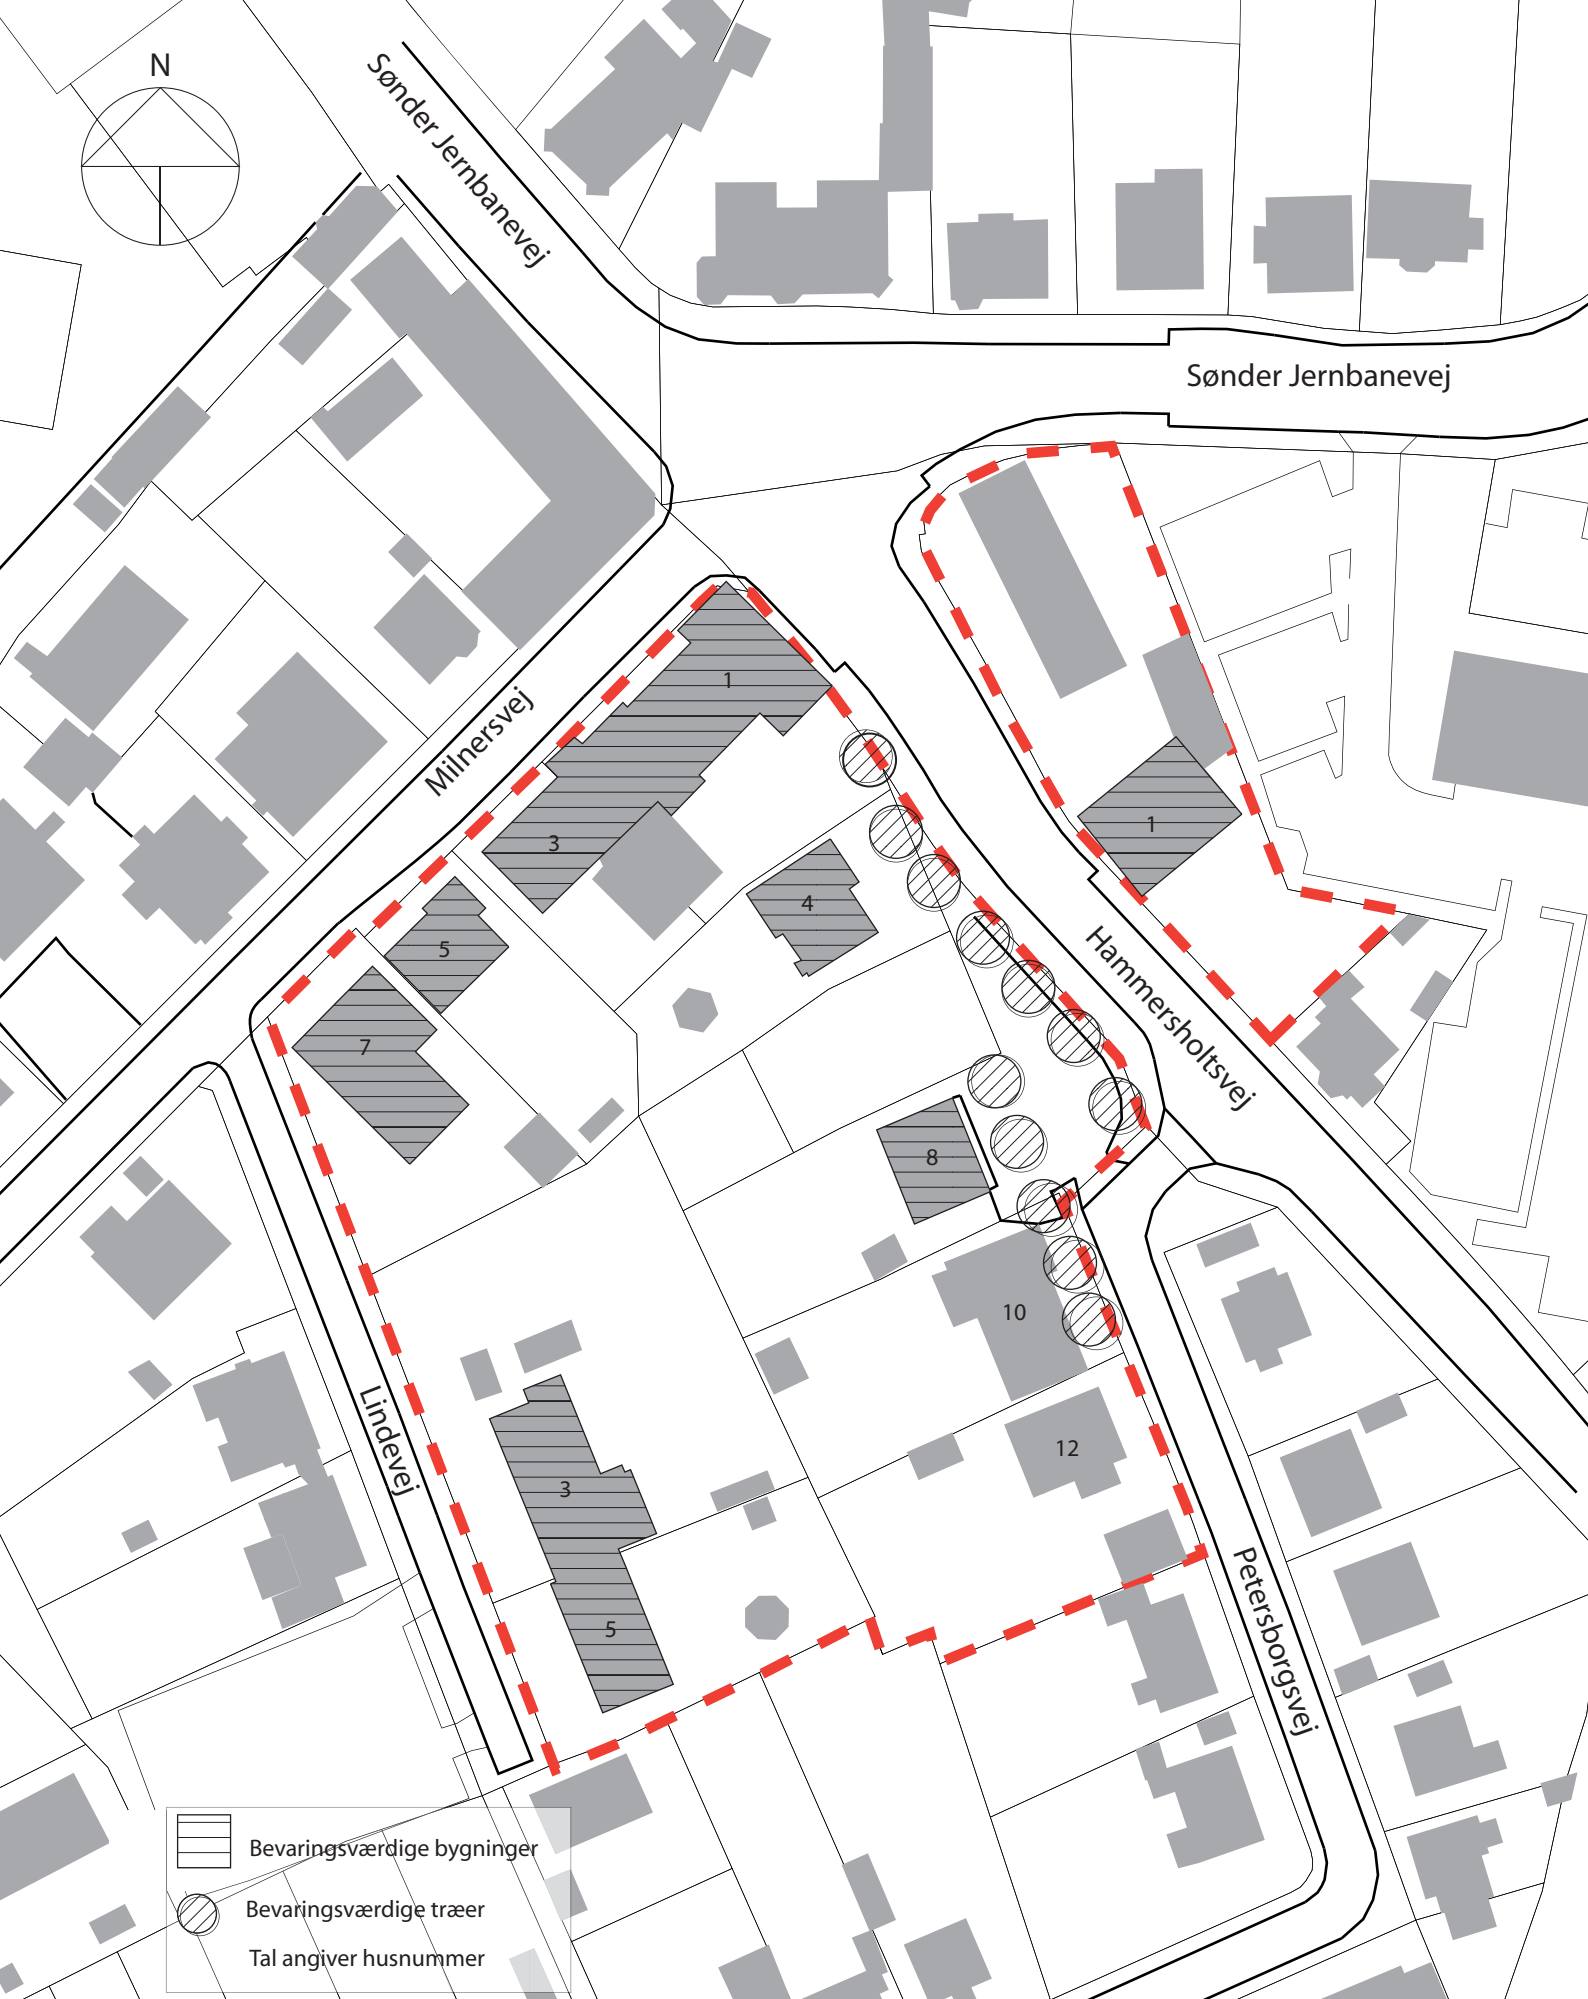 N
Sønder Jernbanevej
Sønder Jernbanevej
Milnersvej
1
3
1
4
5
Hammersholtsvej
7
8
10
Lindevej
12
3
5
Petersborgsvej
Bevaringsværdige bygninger
Bevaringsværdige træer
Tal angiver husnummer